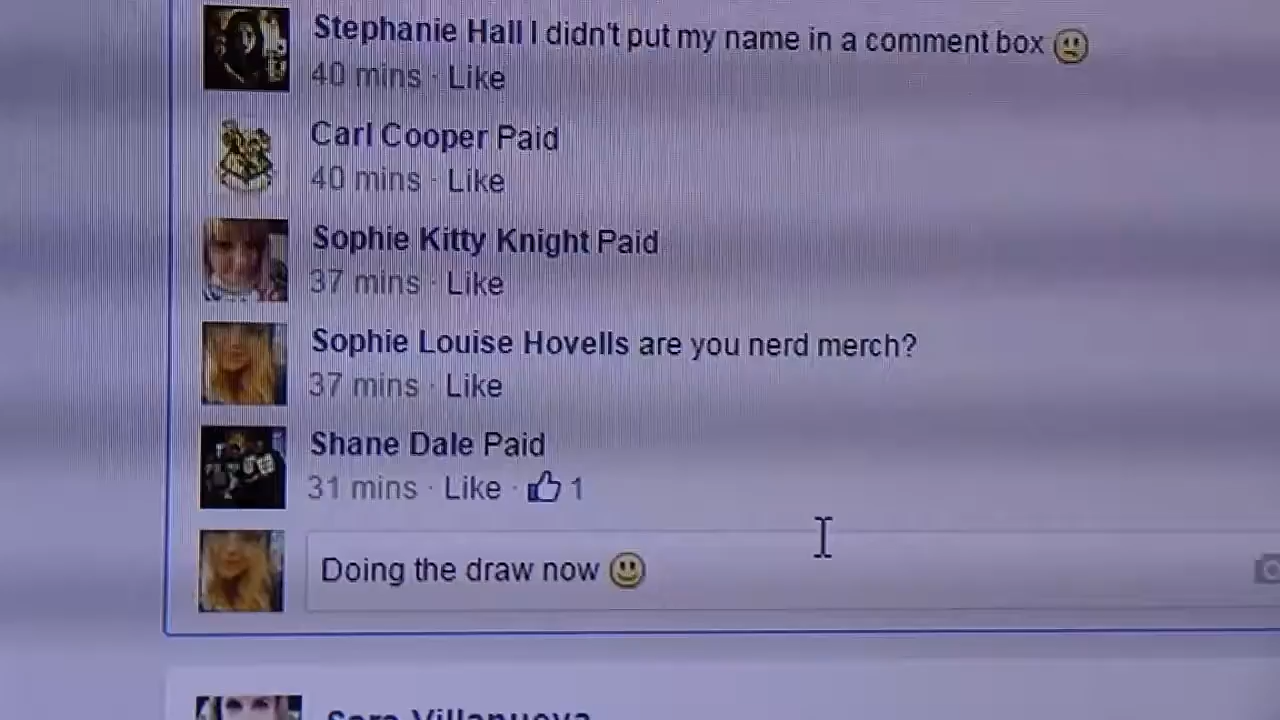 Stephanie Hall I didn't put my name in a comment box
40 mins · Like
Carl Cooper Paid
40 mins · Like
Sophie Kitty Knight Paid
37 mins · Like
Sophie Louise Hovells are you nerd merch?
37 mins · Like
Shane Dale Paid
31 mins · Like · 1
Doing the draw now
Sara Villanueva